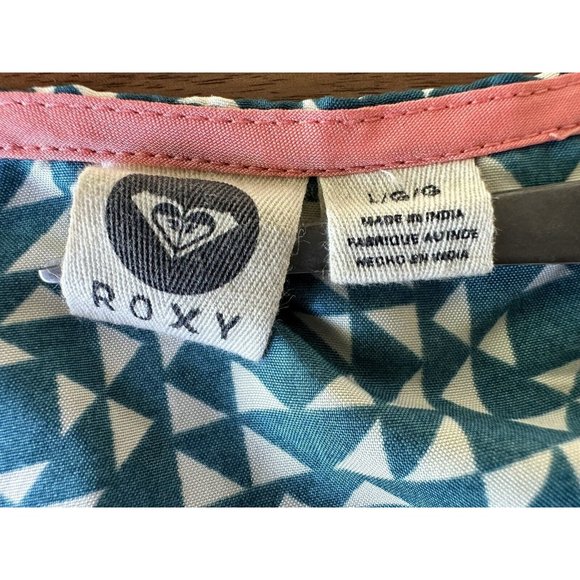 ROXY
L/G/G
MADE IN INDIA
FABRIQUE AU INDE
HECHO EN INDIA